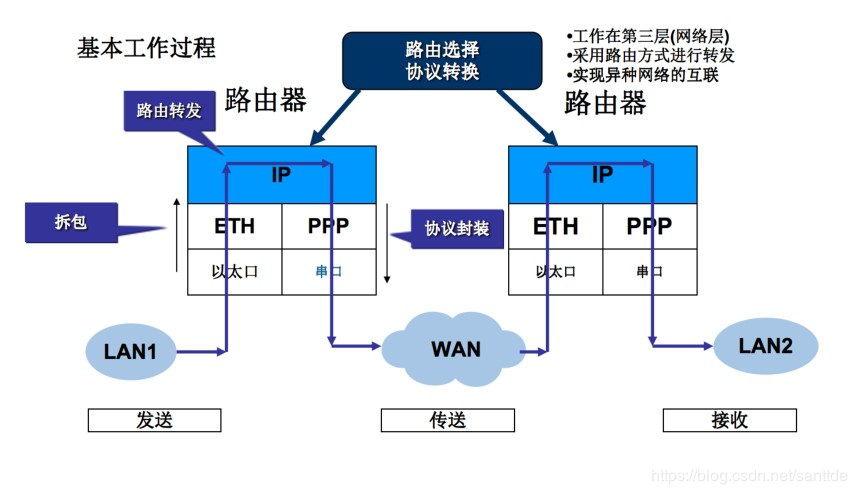 基本工作过程
路由选择
协议转换
•工作在第三层(网络层)
•采用路由方式进行转发
•实现异种网络的互联
路由转发
路由器
路由器
IP
IP
拆包
ETH
PPP
协议封装
ETH
PPP
以太口
串口
以太口
串口
LAN1
WAN
LAN2
发送
传送
接收
https://blog.csdn.net/santtde